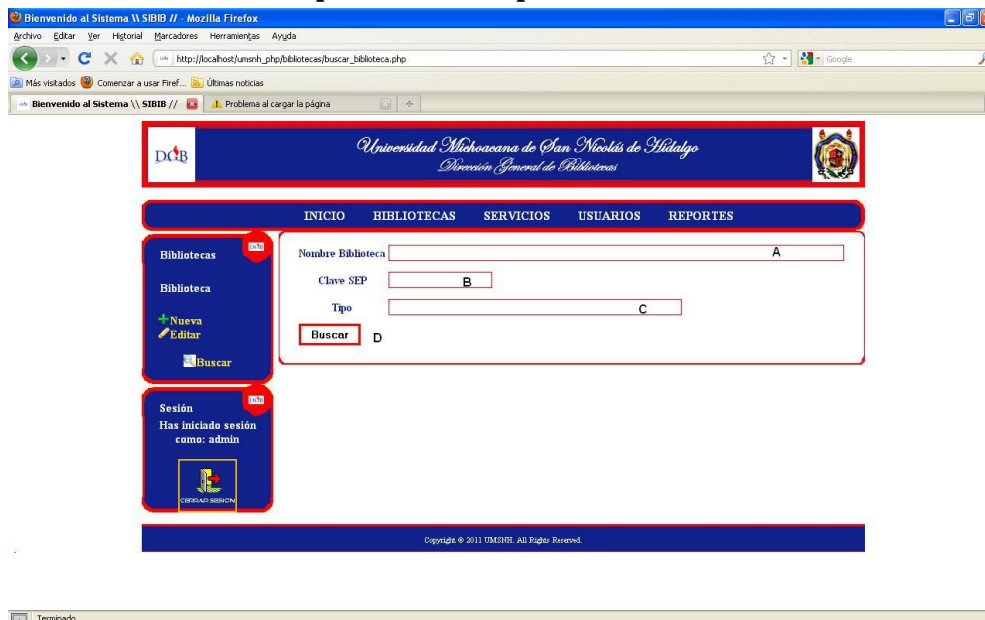 Bienvenido al Sistema \\ SIBIB // - Mozilla Firefox
Archivo Editar Ver Historial Marcadores Herramientas Ayuda
http://localhost/umsnh_php/bibliotecas/buscar_biblioteca.php
Google
Más visitados Comenzar a usar Firef... Últimas noticias
Bienvenido al Sistema \\ SIBIB // Problema al cargar la página
DGB
Universidad Michoacana de San Nicolás de Hidalgo
Dirección General de Bibliotecas
INICIO BIBLIOTECAS SERVICIOS USUARIOS REPORTES
Bibliotecas
DGB
Biblioteca
Nueva
Editar
Buscar
Nombre Biblioteca A
Clave SEP B
Tipo C
Buscar D
Sesión
DGB
Has iniciado sesión
como: admin
CERRAR SESION
Copyright © 2011 UMSNH. All Rights Reserved.
Terminado